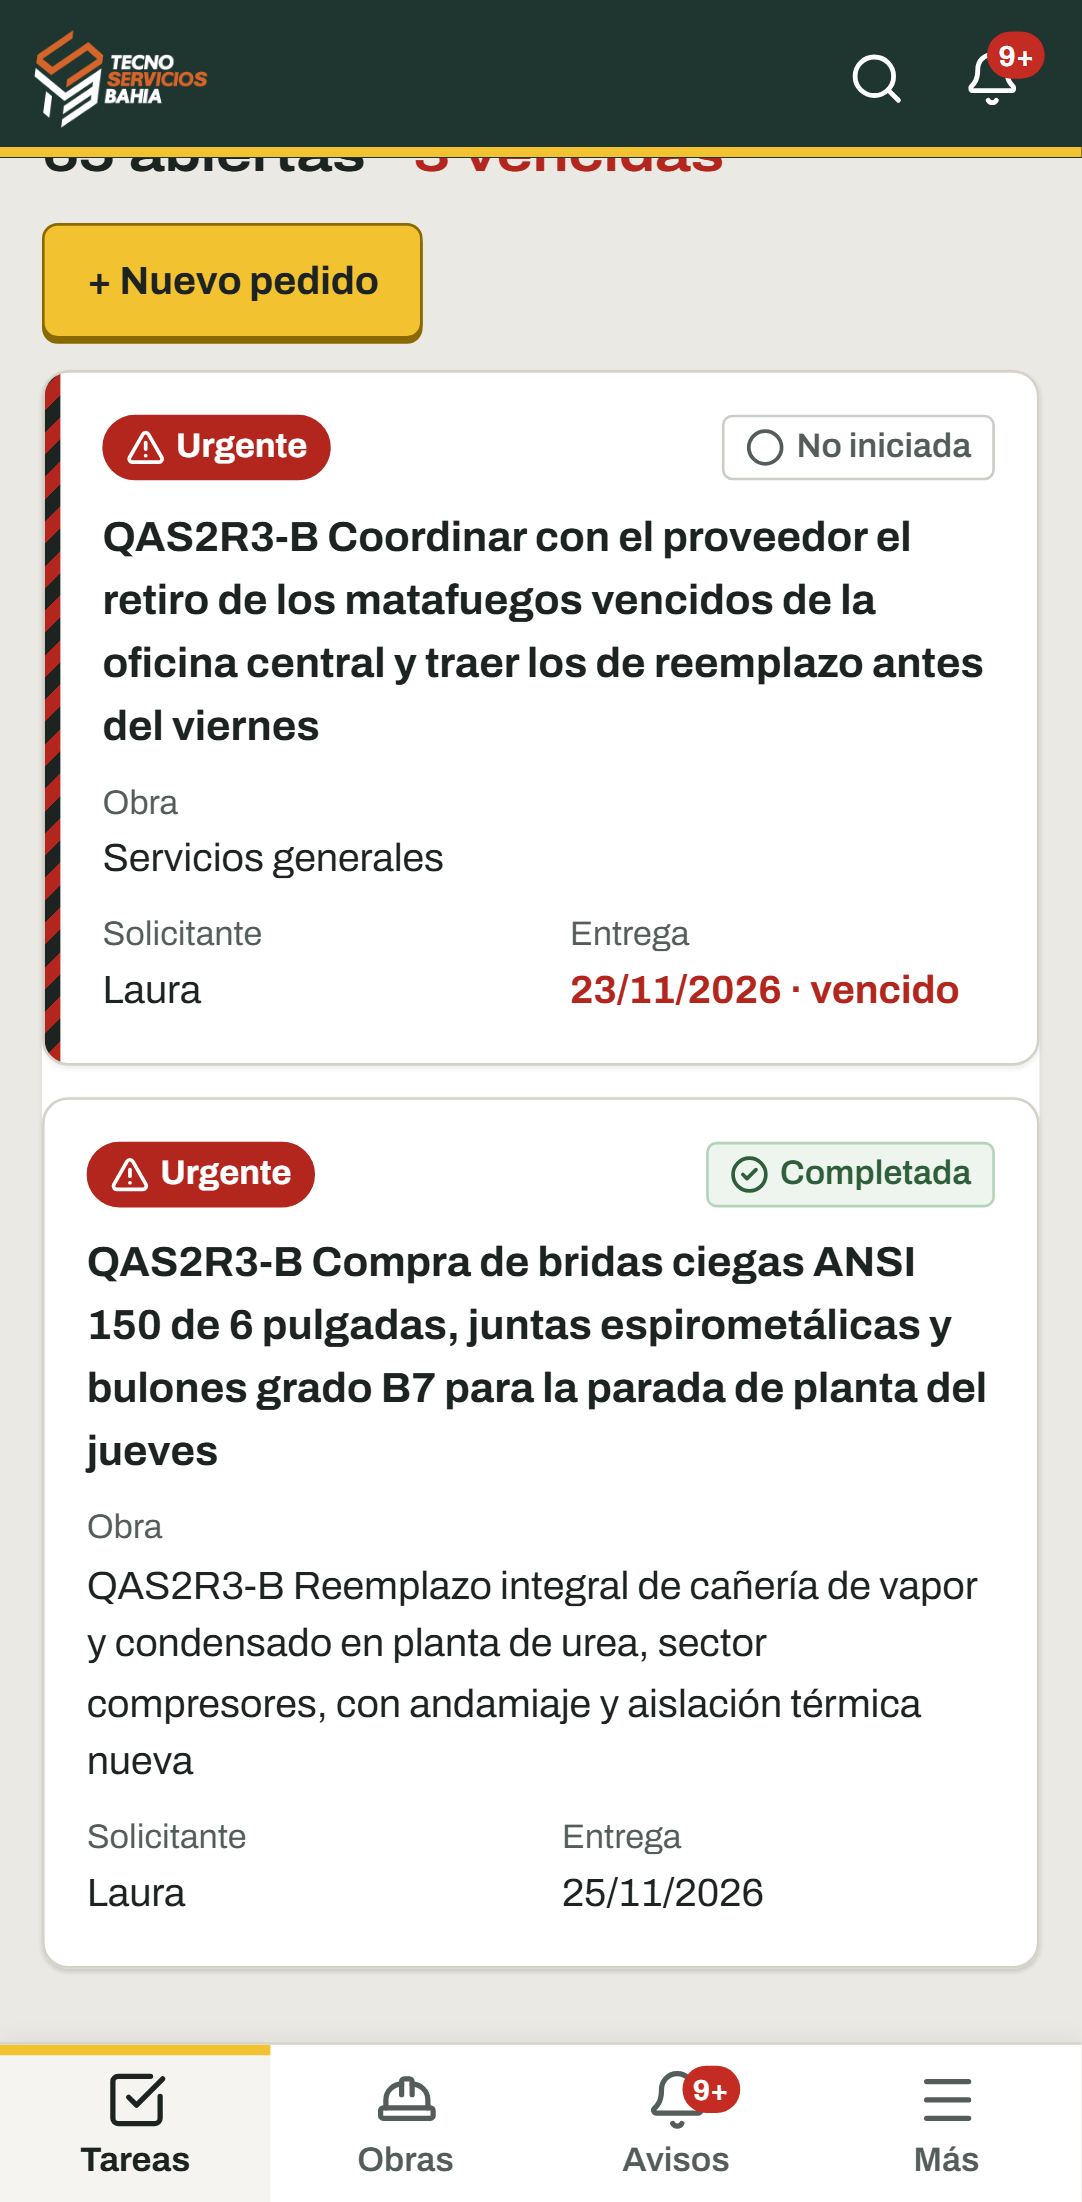 TECNO
SERVICIOS
BAHIA
9+
65 abiertas 3 vencidas
+ Nuevo pedido
Urgente
No iniciada
QAS2R3-B Coordinar con el proveedor el
retiro de los matafuegos vencidos de la
oficina central y traer los de reemplazo antes
del viernes
Obra
Servicios generales
Solicitante
Entrega
Laura
23/11/2026 · vencido
Urgente
Completada
QAS2R3-B Compra de bridas ciegas ANSI
150 de 6 pulgadas, juntas espirometálicas y
bulones grado B7 para la parada de planta del
jueves
Obra
QAS2R3-B Reemplazo integral de cañería de vapor
y condensado en planta de urea, sector
compresores, con andamiaje y aislación térmica
nueva
Solicitante
Entrega
Laura
25/11/2026
9+
Tareas
Obras
Avisos
Más